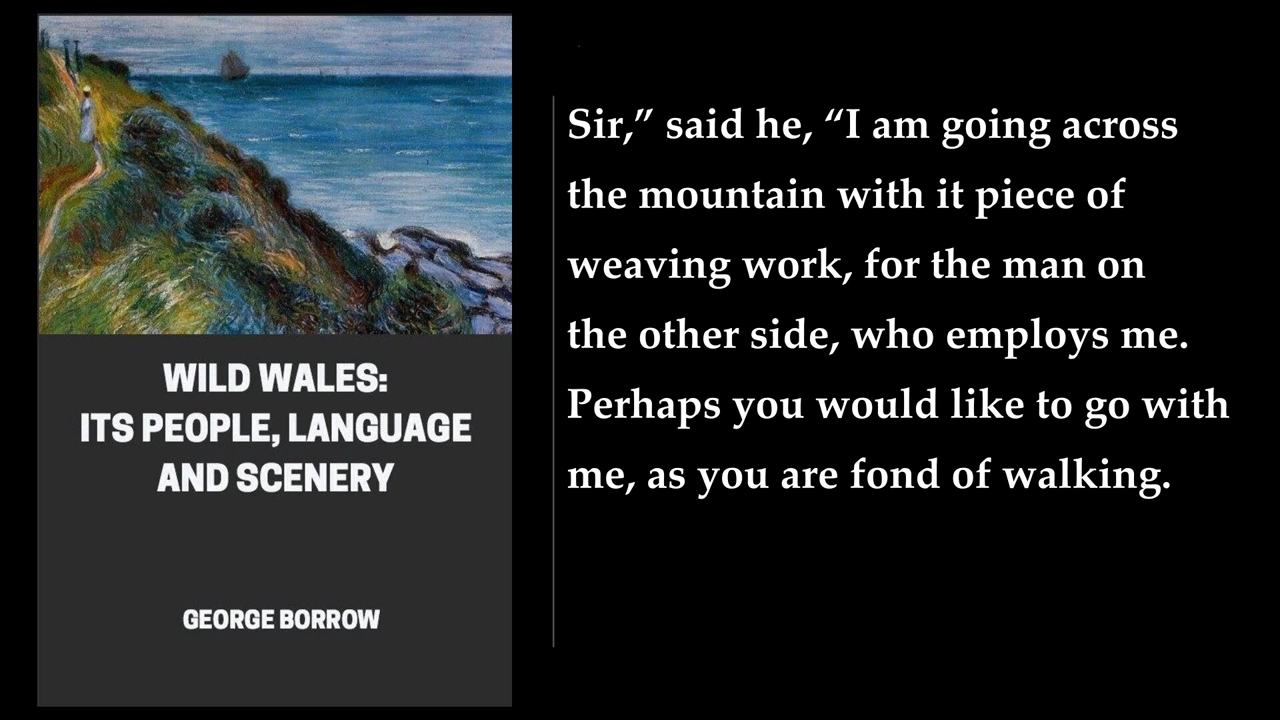 WILD WALES:
ITS PEOPLE, LANGUAGE
AND SCENERY
GEORGE BORROW
Sir,” said he, “I am going across
the mountain with it piece of
weaving work, for the man on
the other side, who employs me.
Perhaps you would like to go with
me, as you are fond of walking.